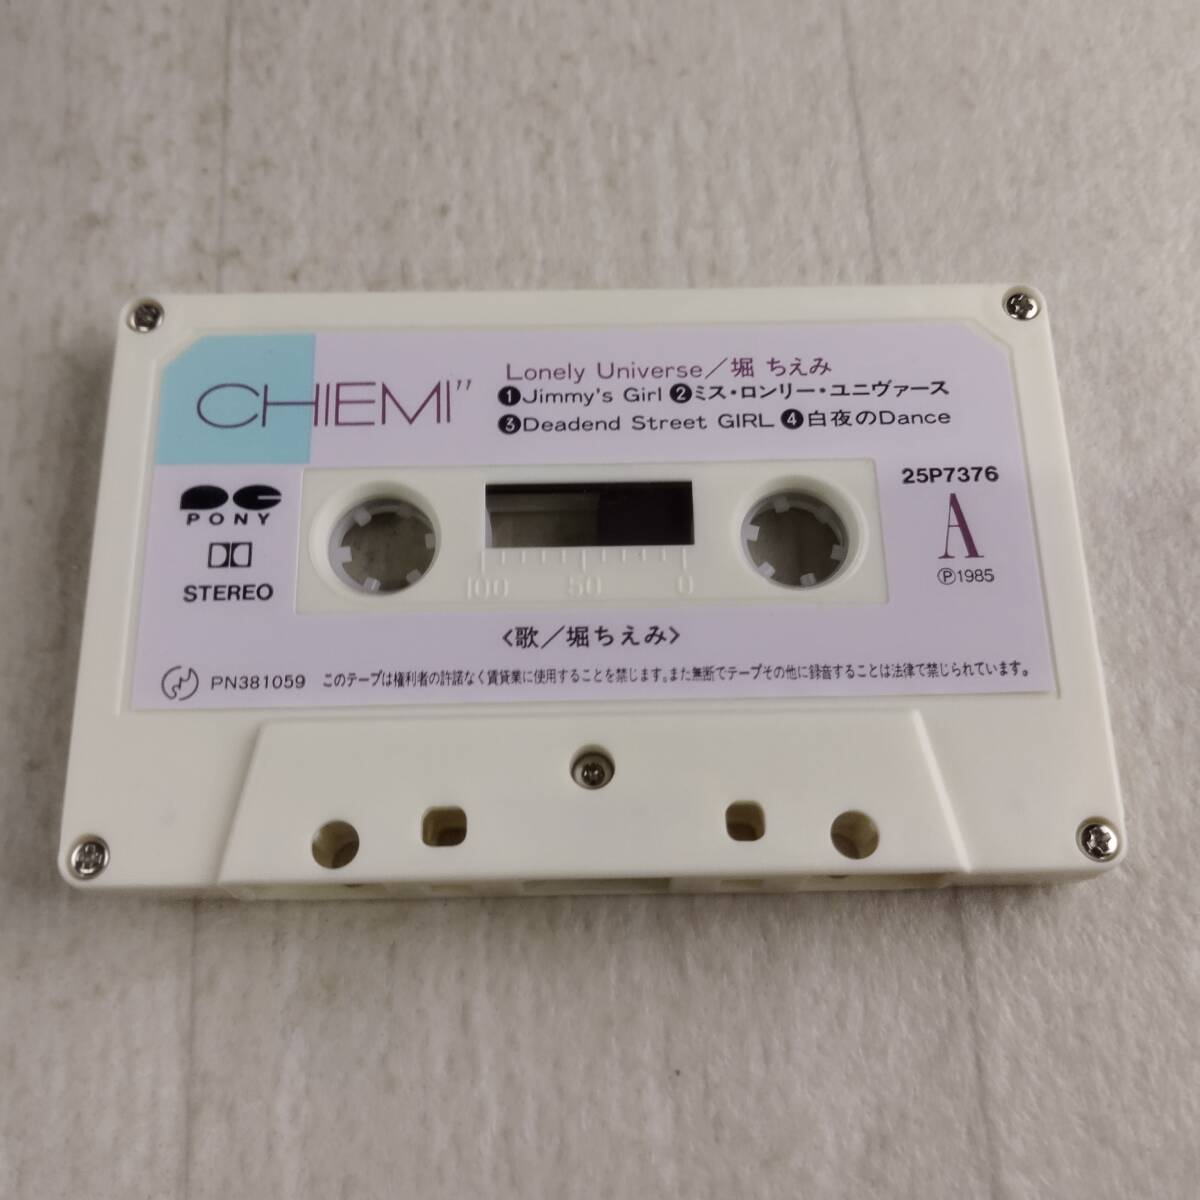 CHIEMI"
Lonely Universe／堀 ちえみ
❶Jimmy's Girl ❷ミス・ロンリー・ユニヴァース
❸Deadend Street GIRL ❹白夜のDance
PONY
STEREO
25P7376
A
Ⓟ1985
100 50 0
〈歌／堀ちえみ〉
PN381059 このテープは権利者の許諾なく賃貸業に使用することを禁じます。また無断でテープその他に録音することは法律で禁じられています。